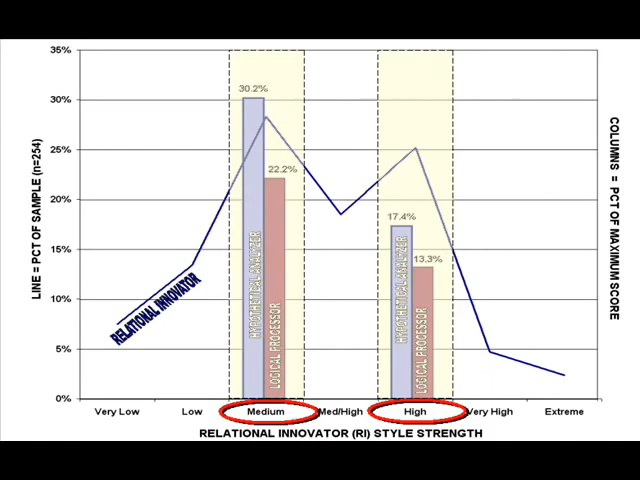 35%
30%
25%
20%
15%
10%
5%
0%
LINE = PCT OF SAMPLE (n=254)
COLUMNS = PCT OF MAXIMUM SCORE
30.2%
22.2%
17.4%
13.3%
RELATIONAL INNOVATOR
HYPOTHETICAL ANALYZER
LOGICAL PROCESSOR
HYPOTHETICAL ANALYZER
LOGICAL PROCESSOR
Very Low Low Medium Med/High High Very High Extreme
RELATIONAL INNOVATOR (RI) STYLE STRENGTH